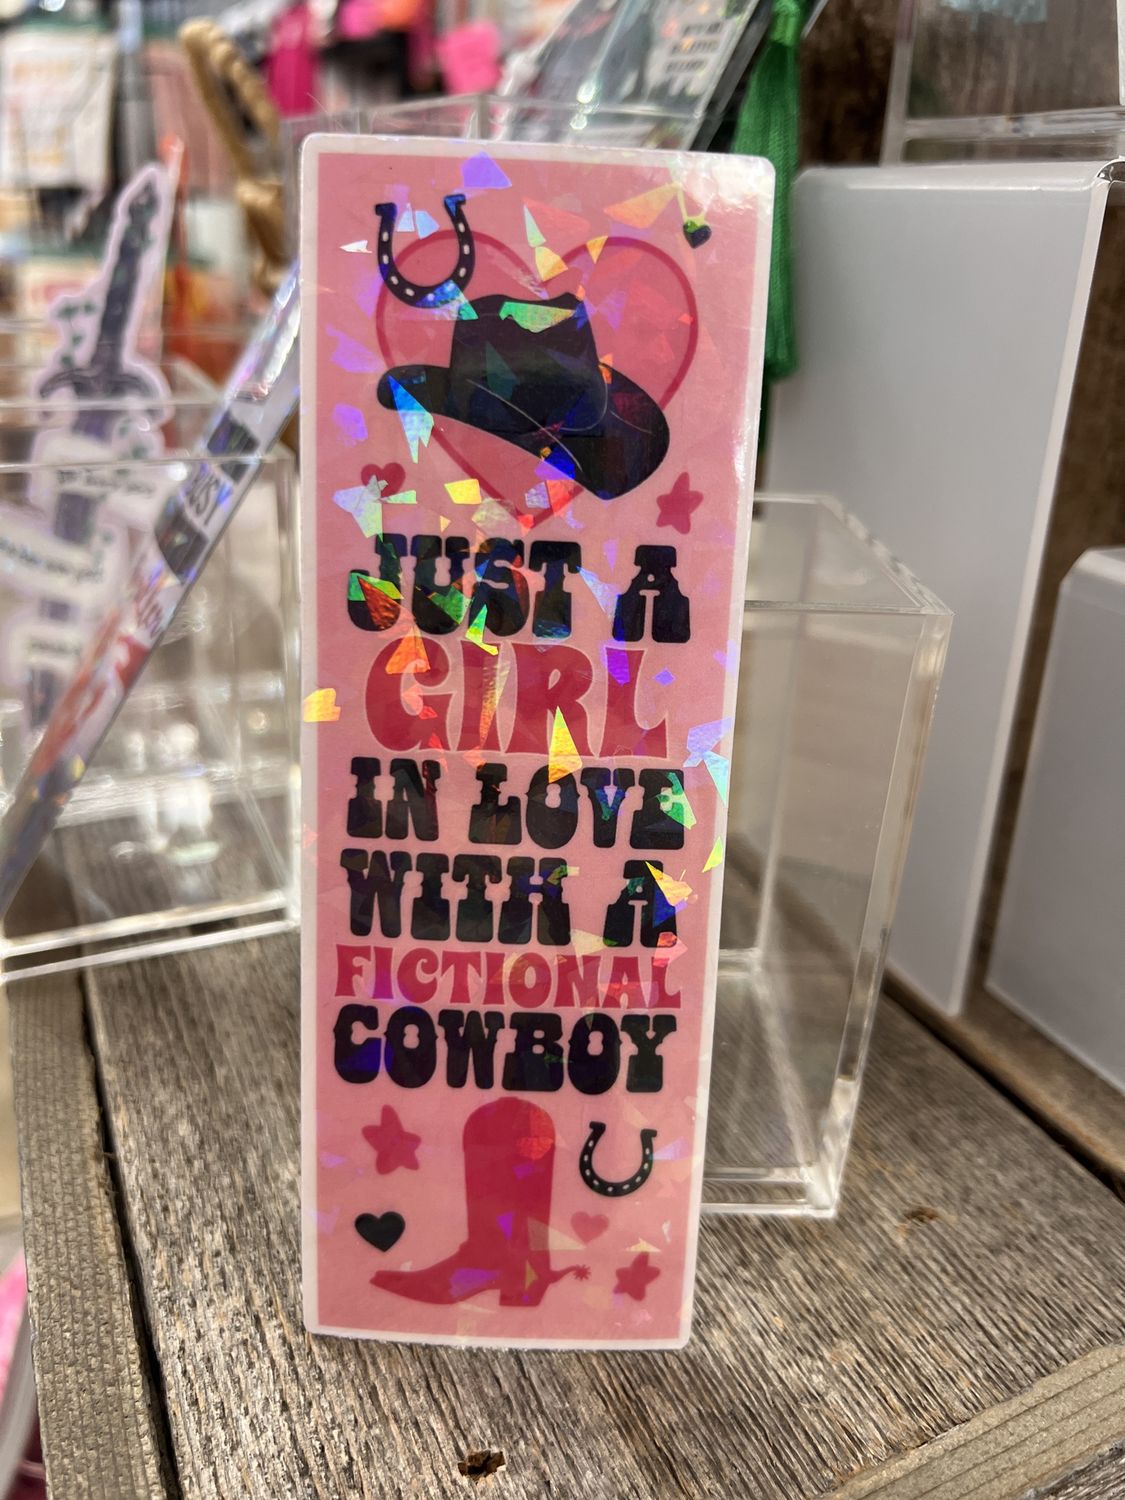 JUST A
GIRL
IN LOVE
WITH A
FICTIONAL
COWBOY